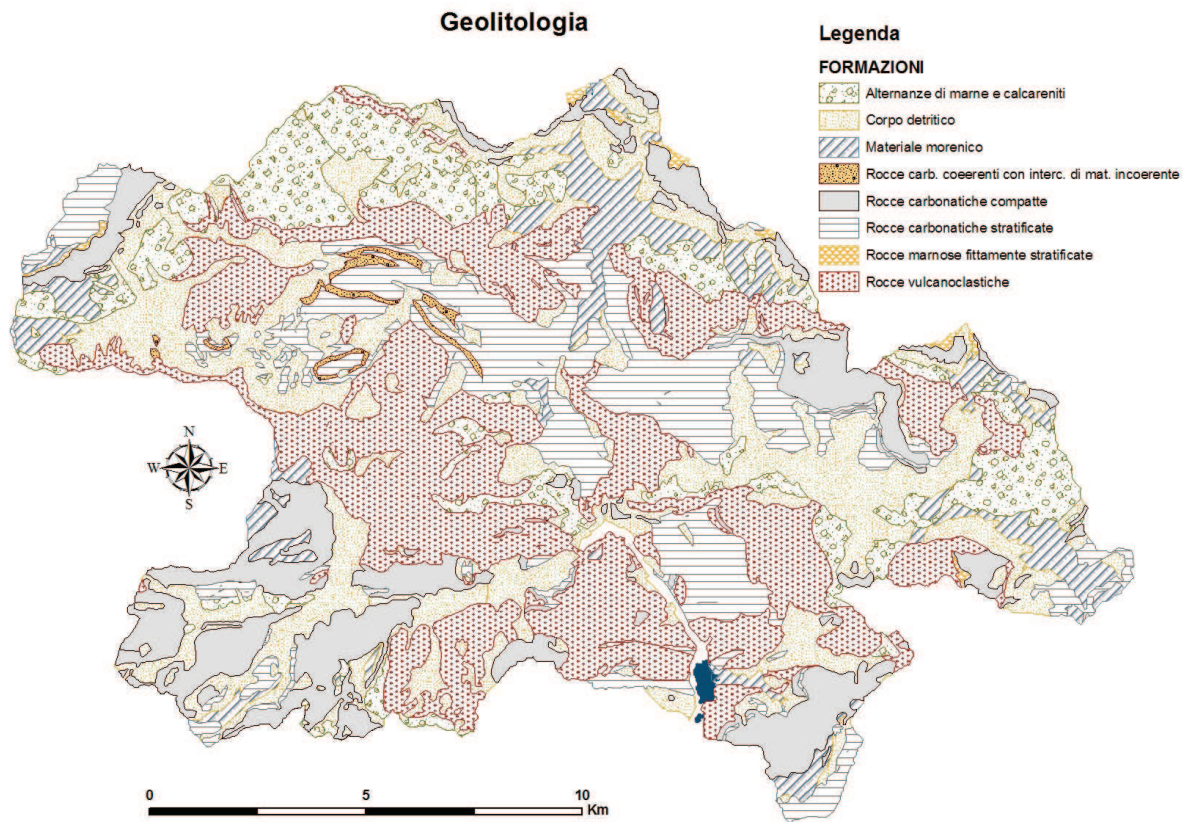 Geolitologia
Legenda
FORMAZIONI
Alternanze di marne e calcareniti
Corpo detritico
Materiale morenico
Rocce carb. coeerenti con interc. di mat. incoerente
Rocce carbonatiche compatte
Rocce carbonatiche stratificate
Rocce marnose fittamente stratificate
Rocce vulcanoclastiche
N
W E
S
0 5 10
Km